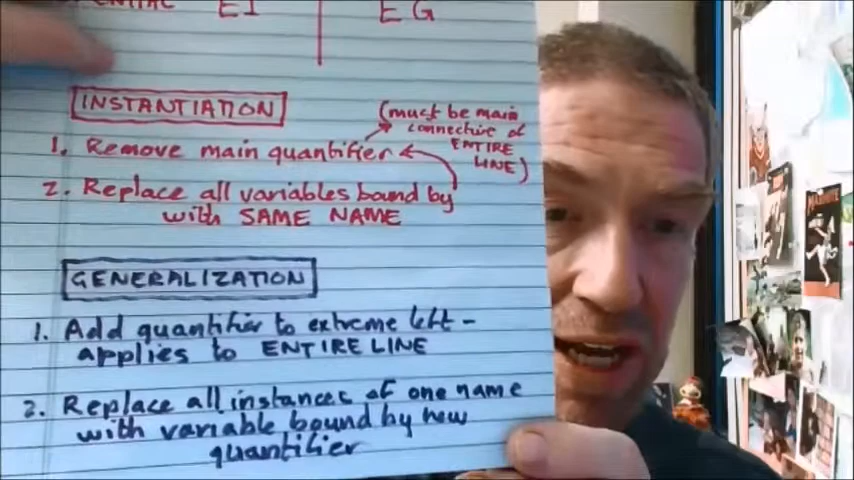 EI
EG
INSTANTIATION
1. Remove main quantifier
(must be main
connective of
ENTIRE
LINE)
2. Replace all variables bound by
with SAME NAME
GENERALIZATION
1. Add quantifier to extreme left -
applies to ENTIRE LINE
2. Replace all instances of one name
with variable bound by new
quantifier